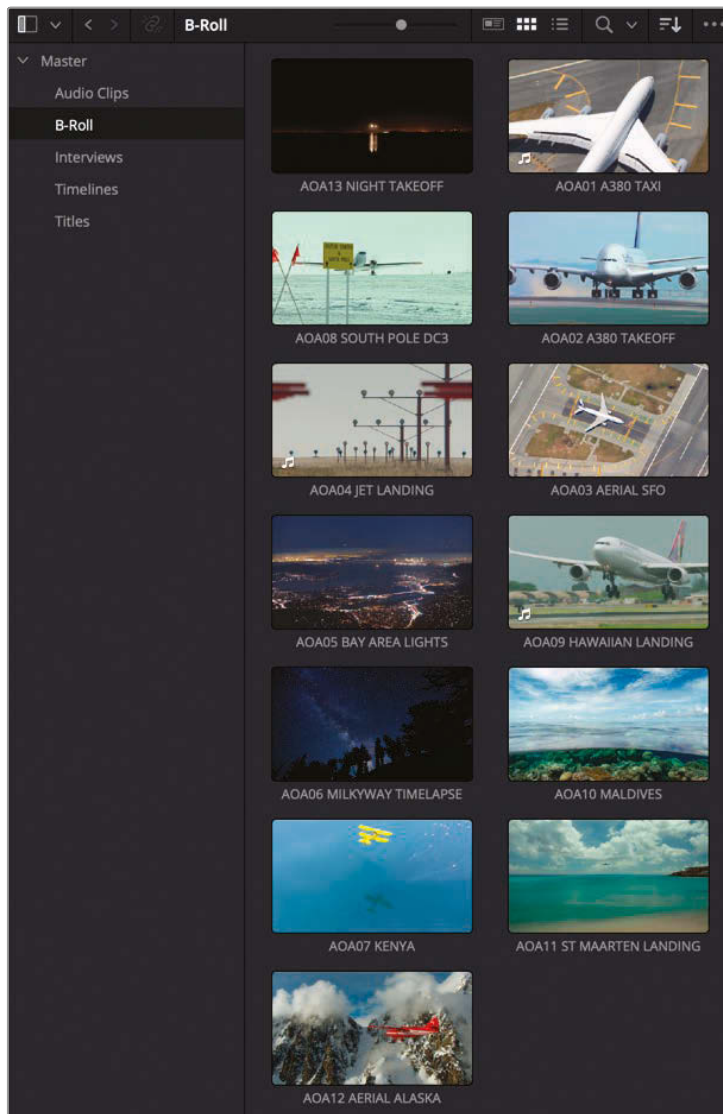 B-Roll
Master
Audio Clips
B-Roll
Interviews
Timelines
Titles
AOA13 NIGHT TAKEOFF
AOA01 A380 TAXI
AOA08 SOUTH POLE DC3
AOA02 A380 TAKEOFF
AOA04 JET LANDING
AOA03 AERIAL SFO
AOA05 BAY AREA LIGHTS
AOA09 HAWAIIAN LANDING
AOA06 MILKYWAY TIMELAPSE
AOA10 MALDIVES
AOA07 KENYA
AOA11 ST MAARTEN LANDING
AOA12 AERIAL ALASKA